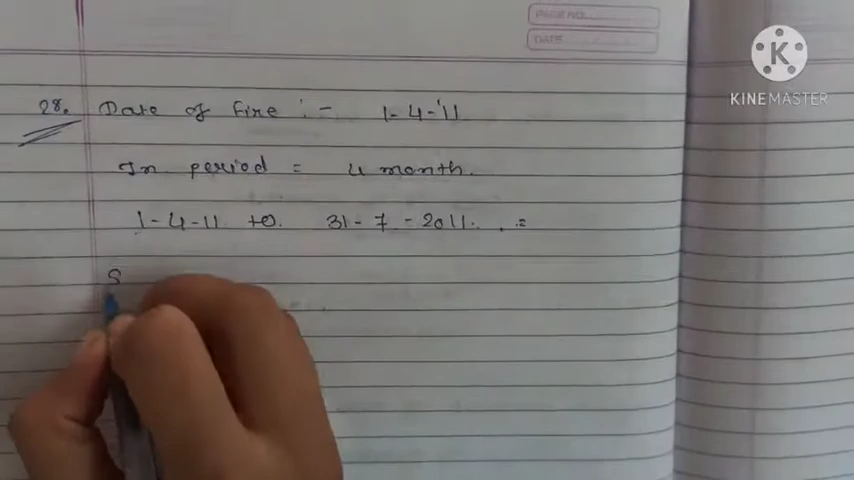 PAGE NO.
DATE
K
KINEMASTER
28. Date of Fire :- 1-4-'11
In period = 4 month.
1-4-11. to. 31-7-2011. . =
S